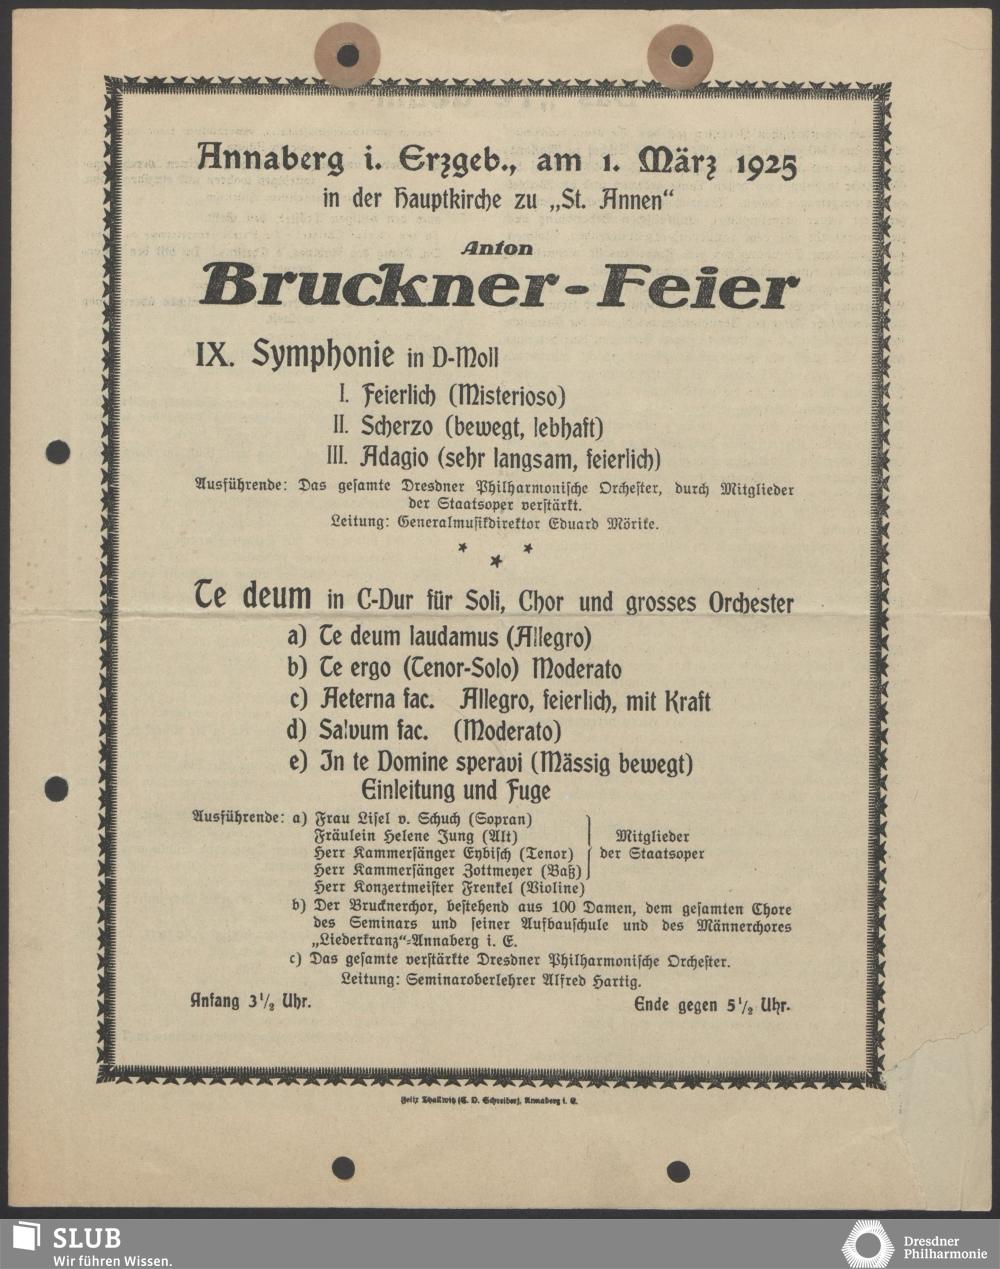 Annaberg i. Erzgeb., am 1. März 1925
in der Hauptkirche zu „St. Annen“
Anton
Bruckner-Feier
IX. Symphonie in D-Moll
I. Feierlich (Misterioso)
II. Scherzo (bewegt, lebhaft)
III. Adagio (sehr langsam, feierlich)
Ausführende: Das gesamte Dresdner Philharmonische Orchester, durch Mitglieder
der Staatsoper verstärkt.
Leitung: Generalmusikdirektor Eduard Mörike.
Te deum in C-Dur für Soli, Chor und grosses Orchester
a) Te deum laudamus (Allegro)
b) Te ergo (Tenor-Solo) Moderato
c) Aeterna fac. Allegro, feierlich, mit Kraft
d) Salvum fac. (Moderato)
e) In te Domine speravi (Mässig bewegt)
Einleitung und Fuge
Ausführende: a) Frau Lisel v. Schuch (Sopran)
Fräulein Helene Jung (Alt)
Herr Kammersänger Eybisch (Tenor)
Herr Kammersänger Zottmeyer (Baß)
Mitglieder
der Staatsoper
Herr Konzertmeister Frenkel (Violine)
b) Der Brucknerchor, bestehend aus 100 Damen, dem gesamten Chore
des Seminars und seiner Aufbauschule und des Männerchores
„Liederkranz“-Annaberg i. E.
c) Das gesamte verstärkte Dresdner Philharmonische Orchester.
Leitung: Seminaroberlehrer Alfred Hartig.
Anfang 3½ Uhr. Ende gegen 5½ Uhr.
Felix Thallwitz (C. O. Schreiber), Annaberg i. E.
SLUB
Wir führen Wissen.
Dresdner
Philharmonie